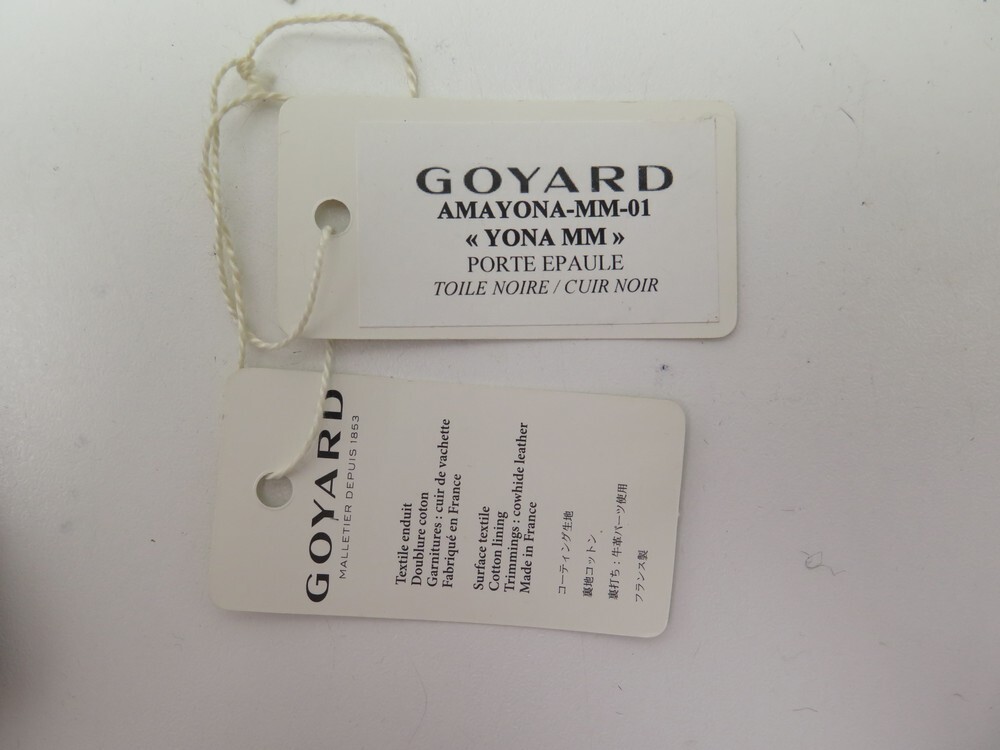 GOYARD
AMAYONA-MM-01
« YONA MM »
PORTE EPAULE
TOILE NOIRE / CUIR NOIR
GOYARD
MALLETIER DEPUIS 1853
Textile enduit
Doublure coton
Garnitures : cuir de vachette
Fabriqué en France
Surface textile
Cotton lining
Trimmings : cowhide leather
Made in France
コーティング生地
裏地コットン
裏打ち：牛革パーツ使用
フランス製